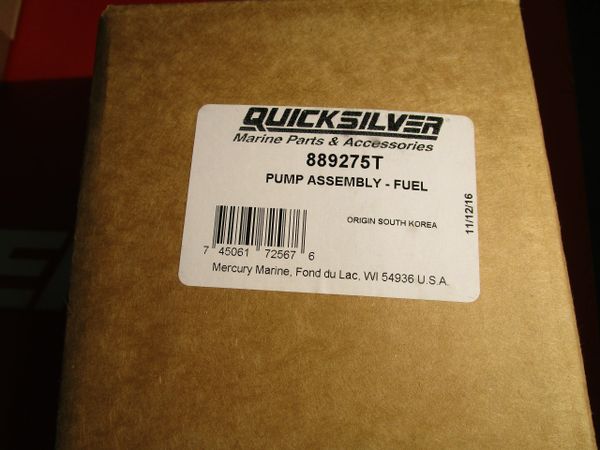 QUICKSILVER
Marine Parts & Accessories
889275T
PUMP ASSEMBLY - FUEL
ORIGIN SOUTH KOREA
11/12/16
7 45061 72567 6
Mercury Marine, Fond du Lac, WI 54936 U.S.A.